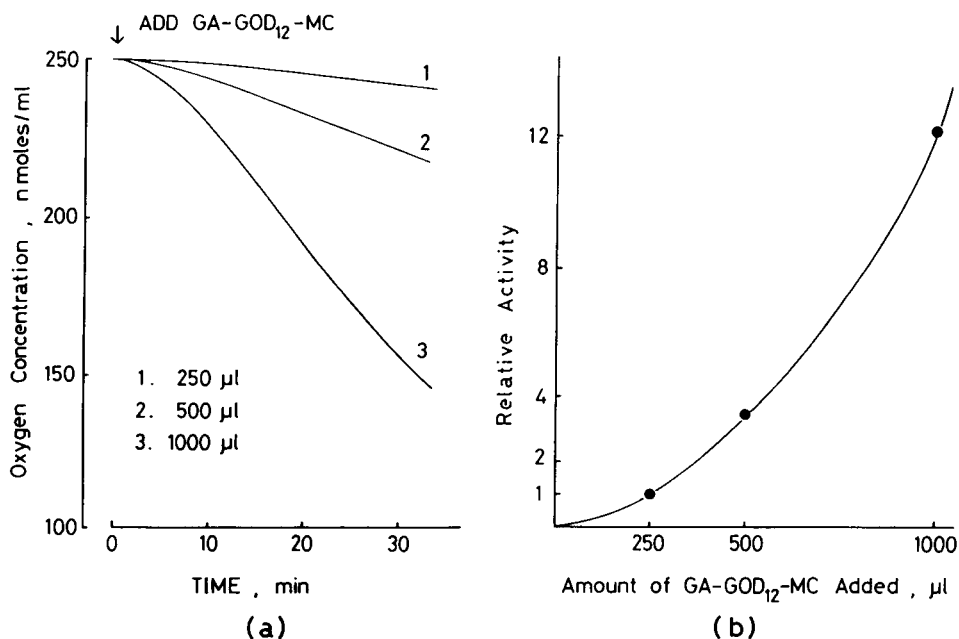 ↓ ADD GA-GOD₁₂-MC
250
200
150
100
Oxygen Concentration , n moles/ml
1
2
3
1. 250 µl
2. 500 µl
3. 1000 µl
0 10 20 30
TIME , min
(a)
12
8
4
2
1
Relative Activity
250 500 1000
Amount of GA-GOD₁₂-MC Added , µl
(b)